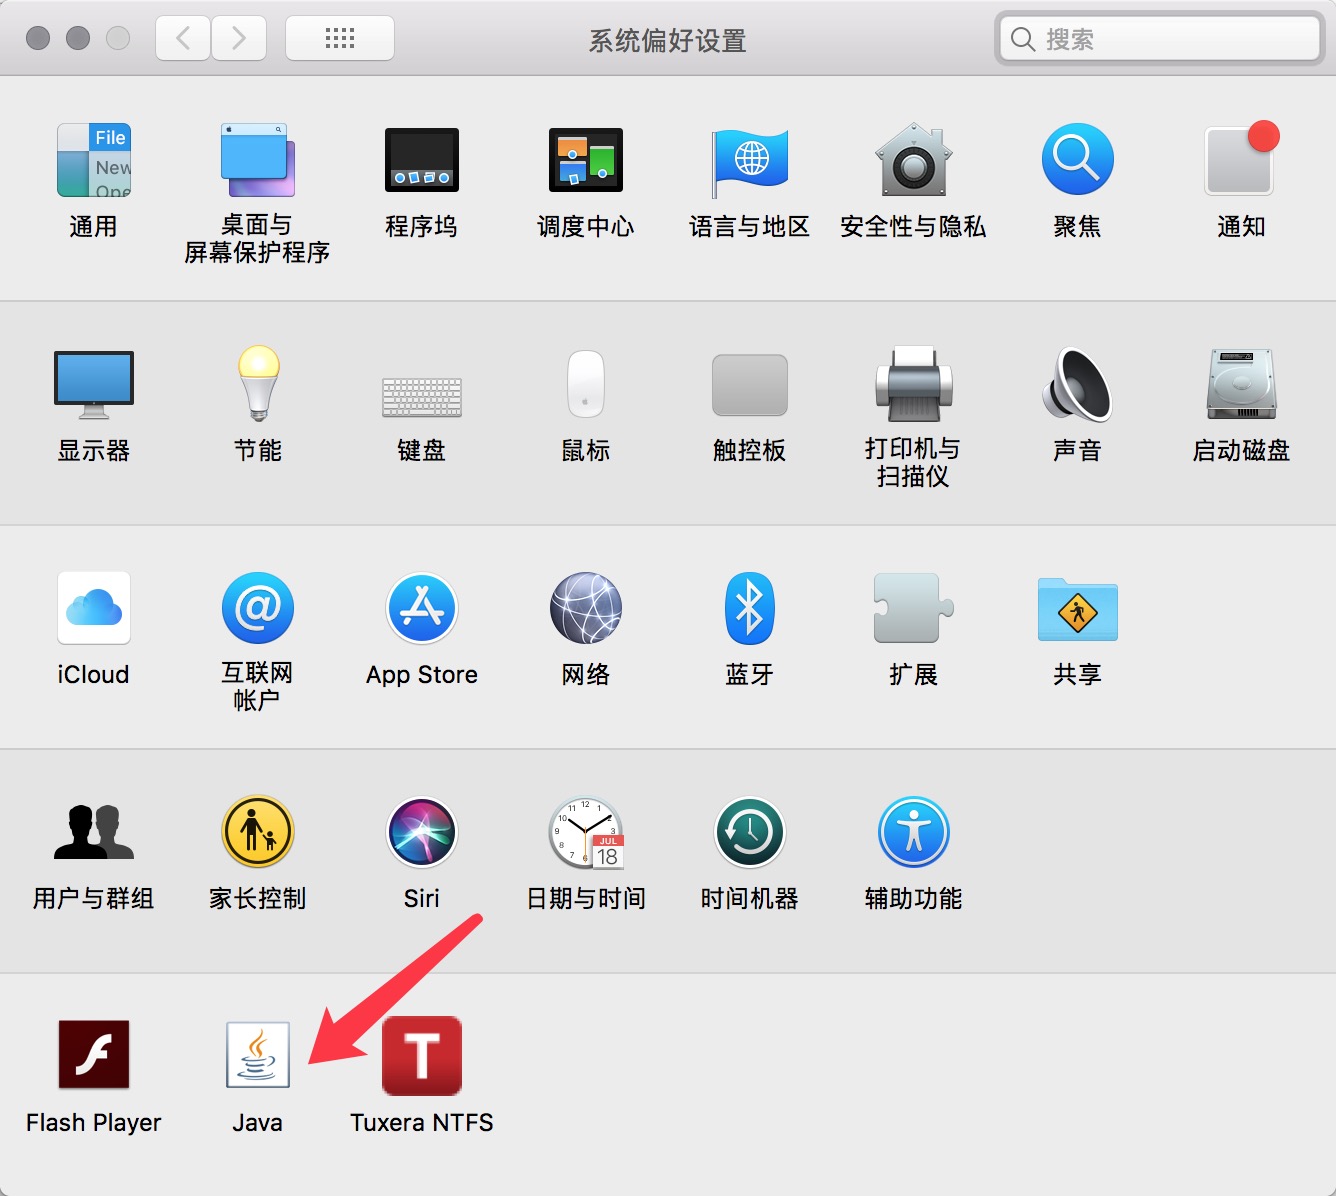 系统偏好设置
搜索
File
New
Ope
通用
桌面与
屏幕保护程序
程序坞
调度中心
语言与地区
安全性与隐私
聚焦
通知
显示器
节能
键盘
鼠标
触控板
打印机与
扫描仪
声音
启动磁盘
iCloud
互联网
帐户
App Store
网络
蓝牙
扩展
共享
用户与群组
家长控制
Siri
JUL
18
日期与时间
时间机器
辅助功能
Flash Player
Java
T
Tuxera NTFS